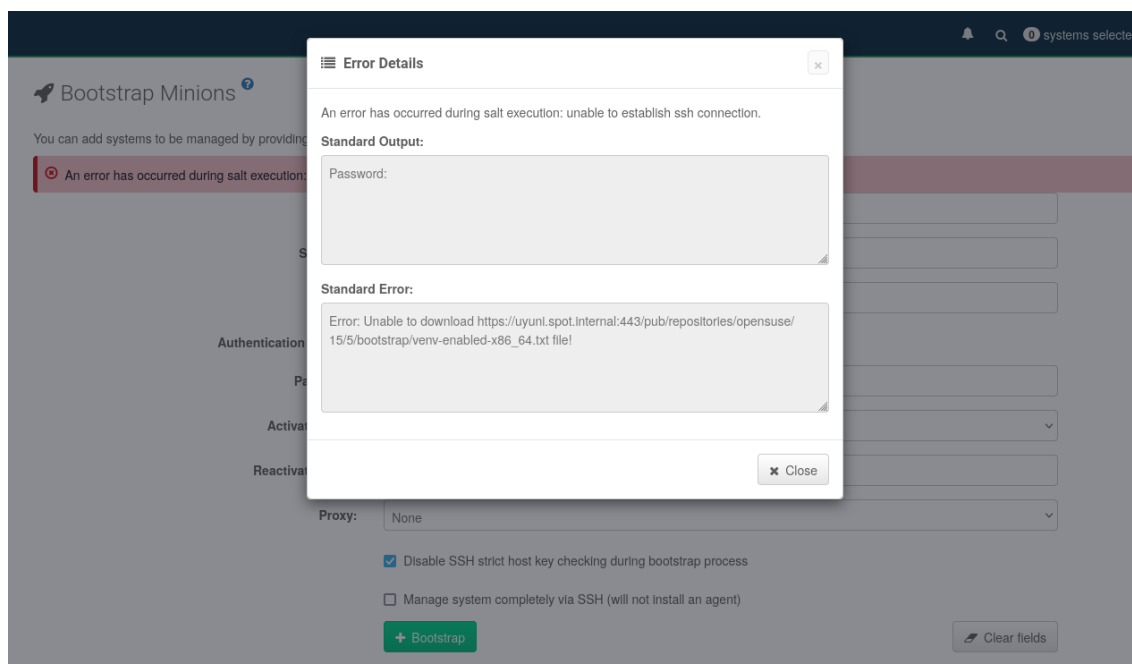 0 systems selecte
Error Details
Bootstrap Minions
An error has occurred during salt execution: unable to establish ssh connection.
You can add systems to be managed by providing
Standard Output:
An error has occurred during salt execution:
Password:
S
Standard Error:
Error: Unable to download https://uyuni.spot.internal:443/pub/repositories/opensuse/
15/5/bootstrap/venv-enabled-x86_64.txt file!
Authentication
Pa
Activat
Reactivat
Close
Proxy:
None
Disable SSH strict host key checking during bootstrap process
Manage system completely via SSH (will not install an agent)
+ Bootstrap
Clear fields